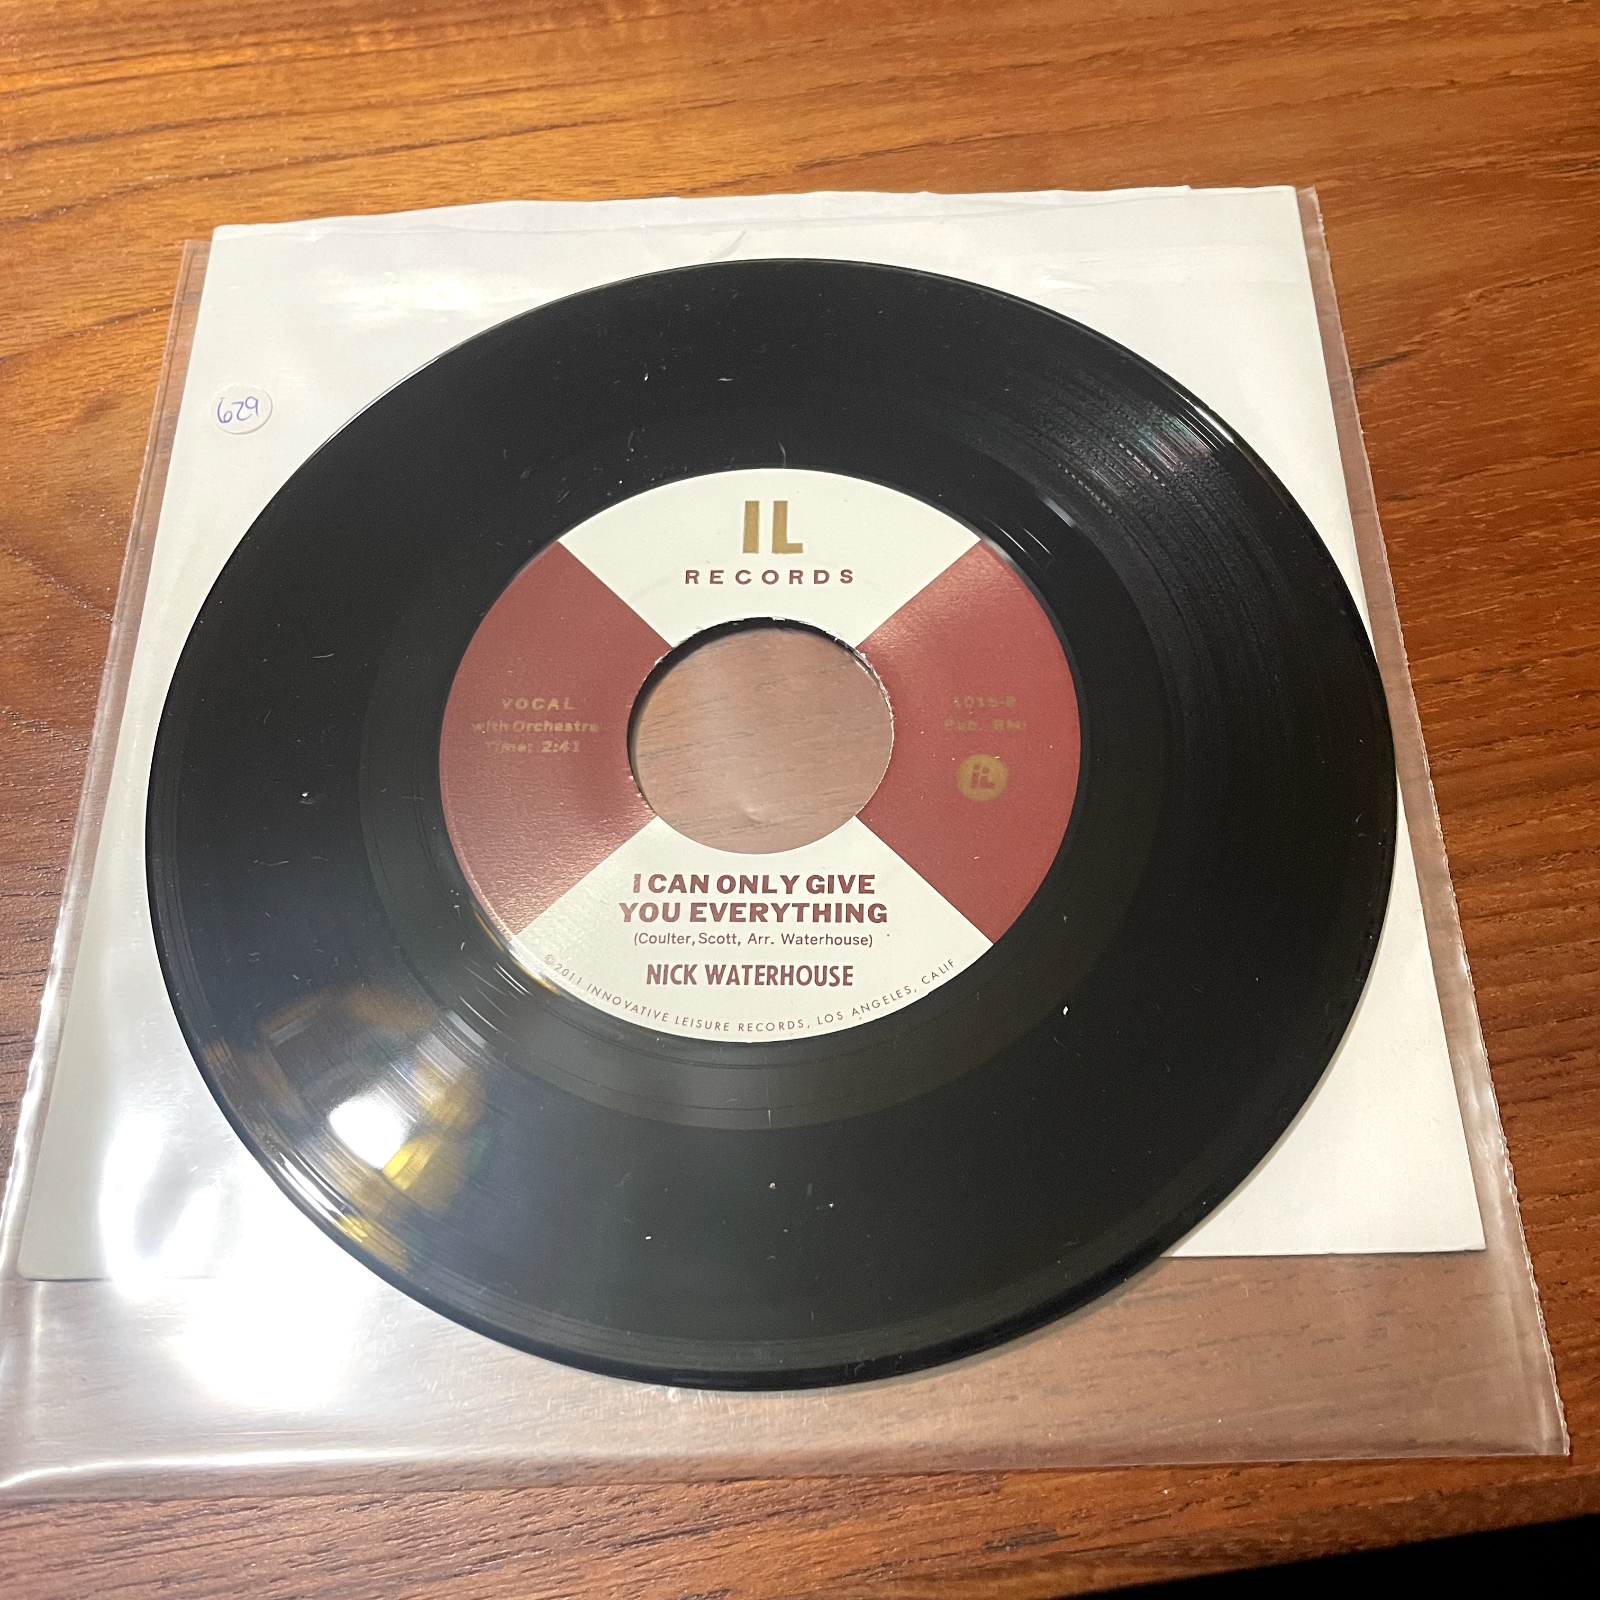 629
IL
RECORDS
VOCAL
with Orchestra
Time: 2:41
Pub. BMI
IL
I CAN ONLY GIVE
YOU EVERYTHING
(Coulter, Scott, Arr. Waterhouse)
NICK WATERHOUSE
©2011 INNOVATIVE LEISURE RECORDS, LOS ANGELES, CALIF